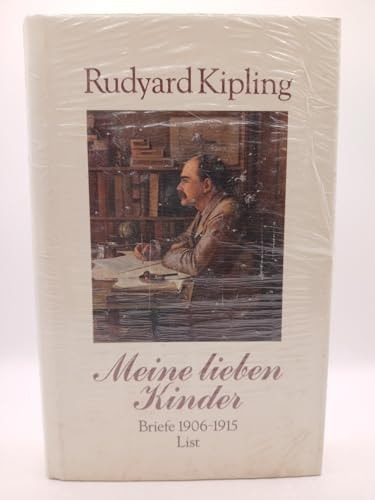 Rudyard Kipling
Meine lieben
Kinder
Briefe 1906-1915
List